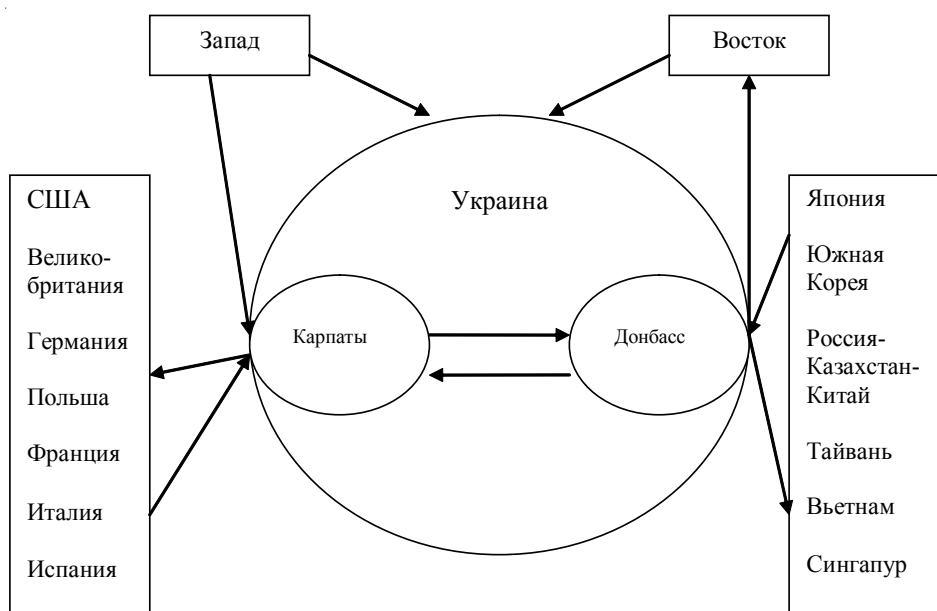 Запад
Восток
США
Велико-
британия
Германия
Польша
Франция
Италия
Испания
Украина
Карпаты
Донбасс
Япония
Южная
Корея
Россия-
Казахстан-
Китай
Тайвань
Вьетнам
Сингапур